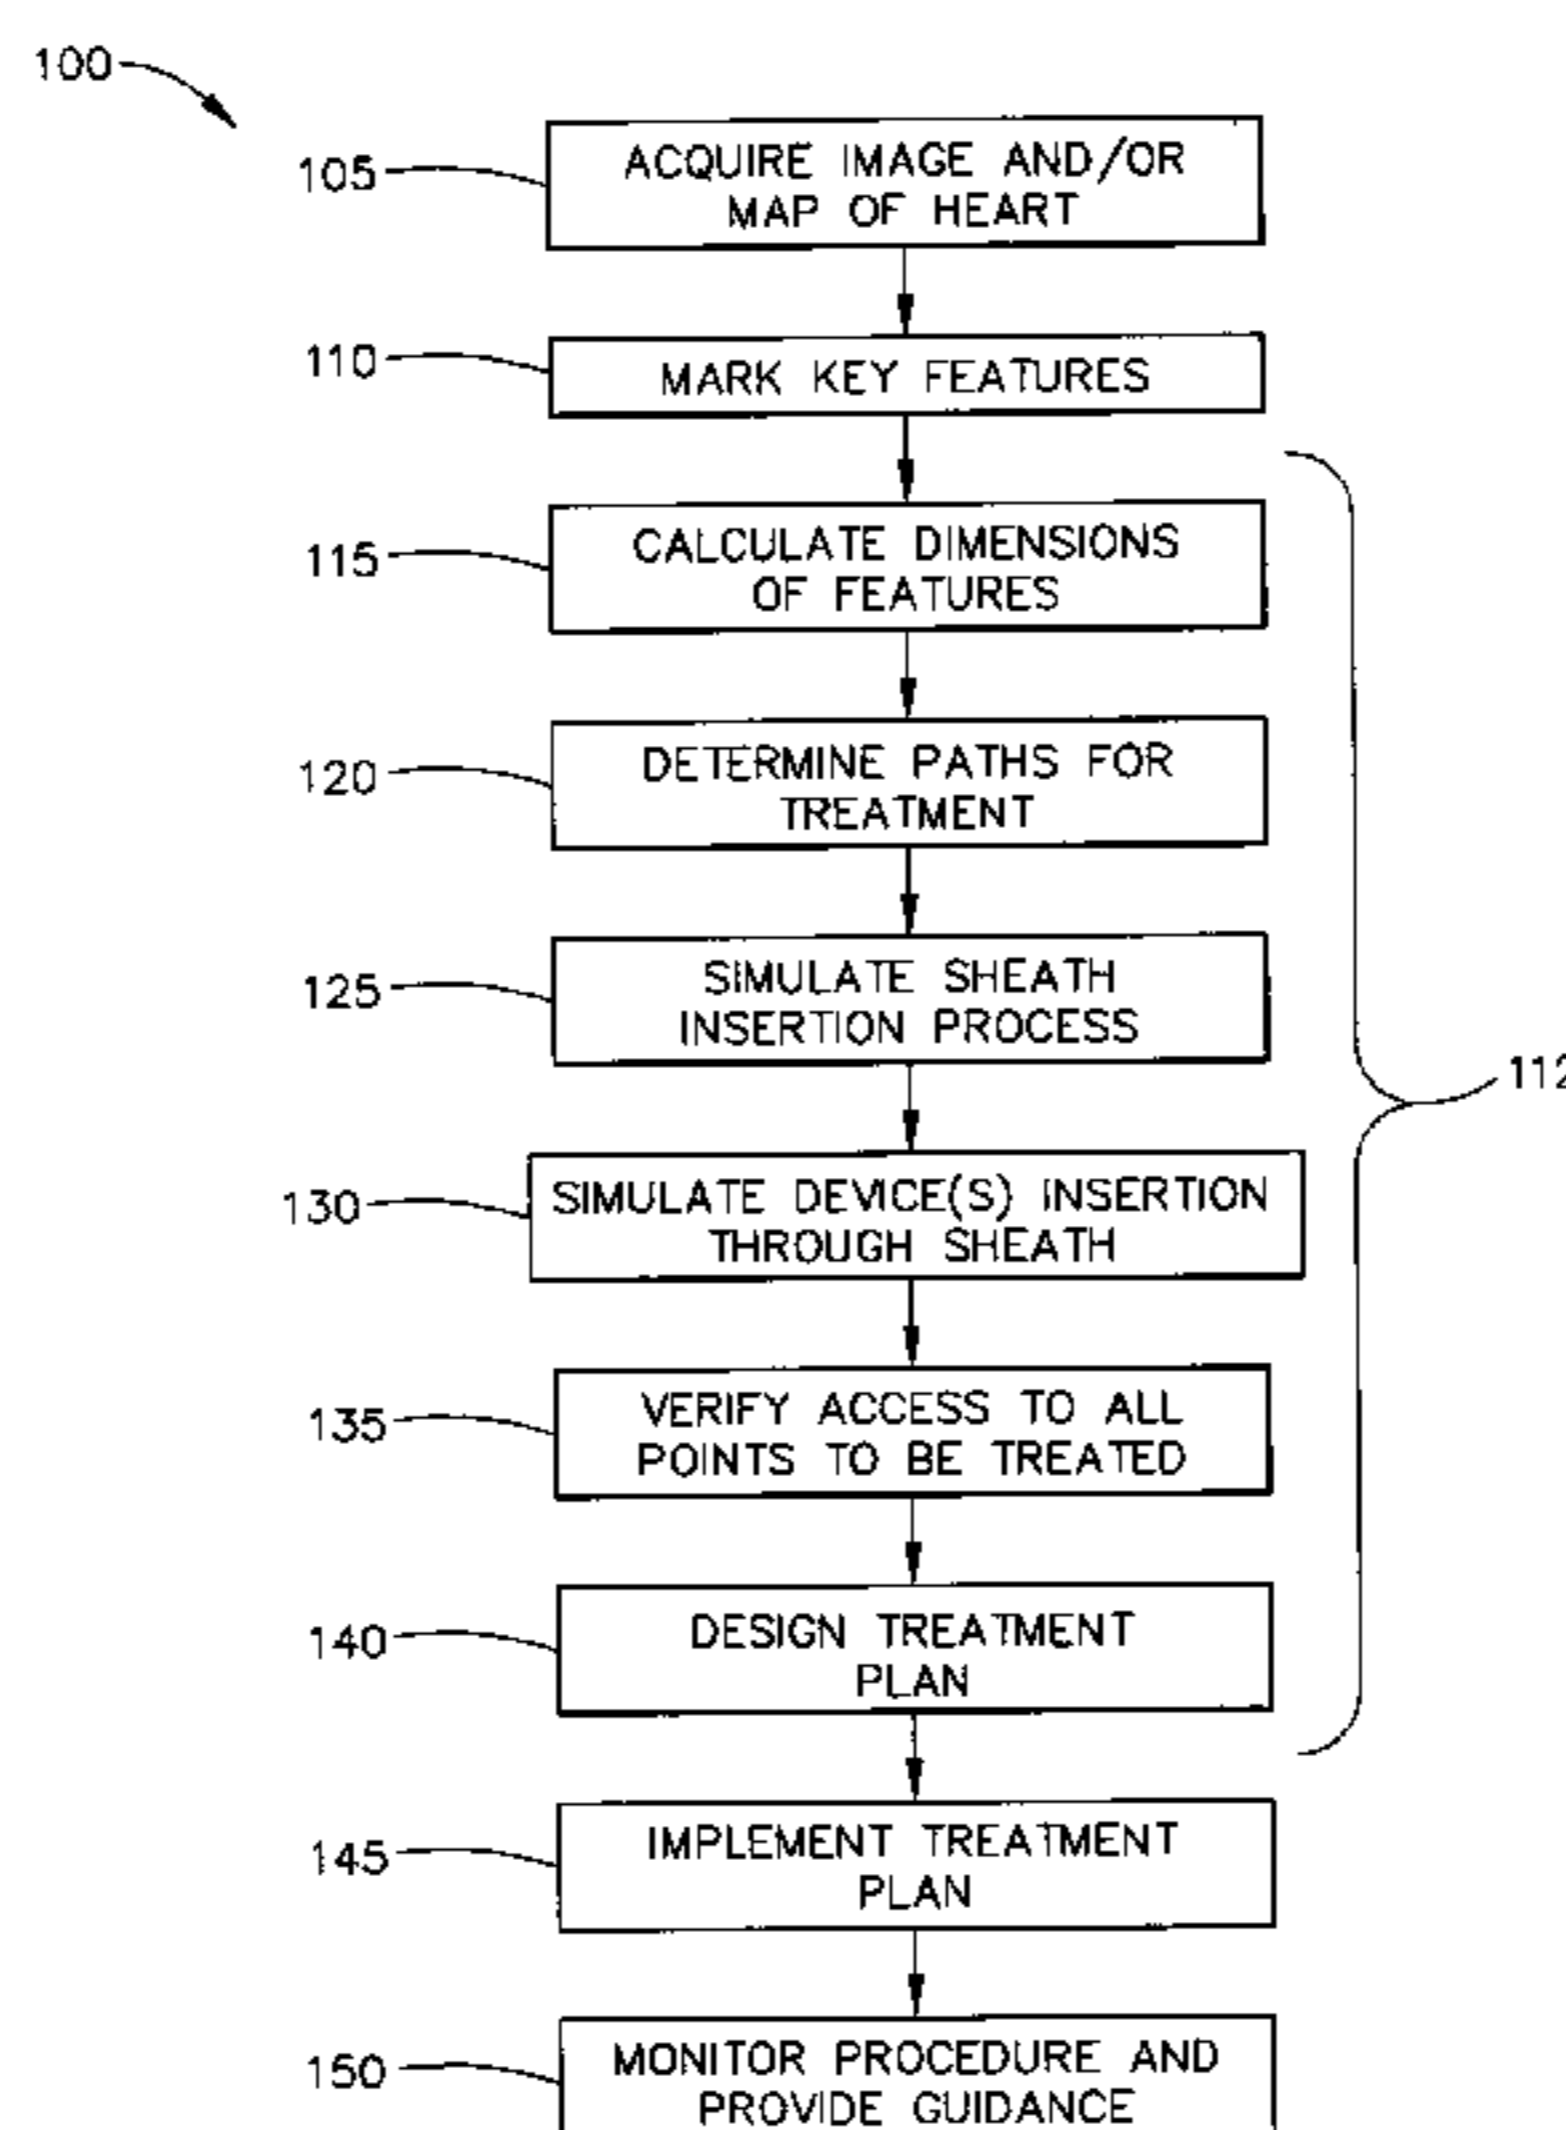 100
105
ACQUIRE IMAGE AND/OR
MAP OF HEART
110
MARK KEY FEATURES
115
CALCULATE DIMENSIONS
OF FEATURES
120
DETERMINE PATHS FOR
TREATMENT
125
SIMULATE SHEATH
INSERTION PROCESS
112
130
SIMULATE DEVICE(S) INSERTION
THROUGH SHEATH
135
VERIFY ACCESS TO ALL
POINTS TO BE TREATED
140
DESIGN TREATMENT
PLAN
145
IMPLEMENT TREATMENT
PLAN
150
MONITOR PROCEDURE AND
PROVIDE GUIDANCE